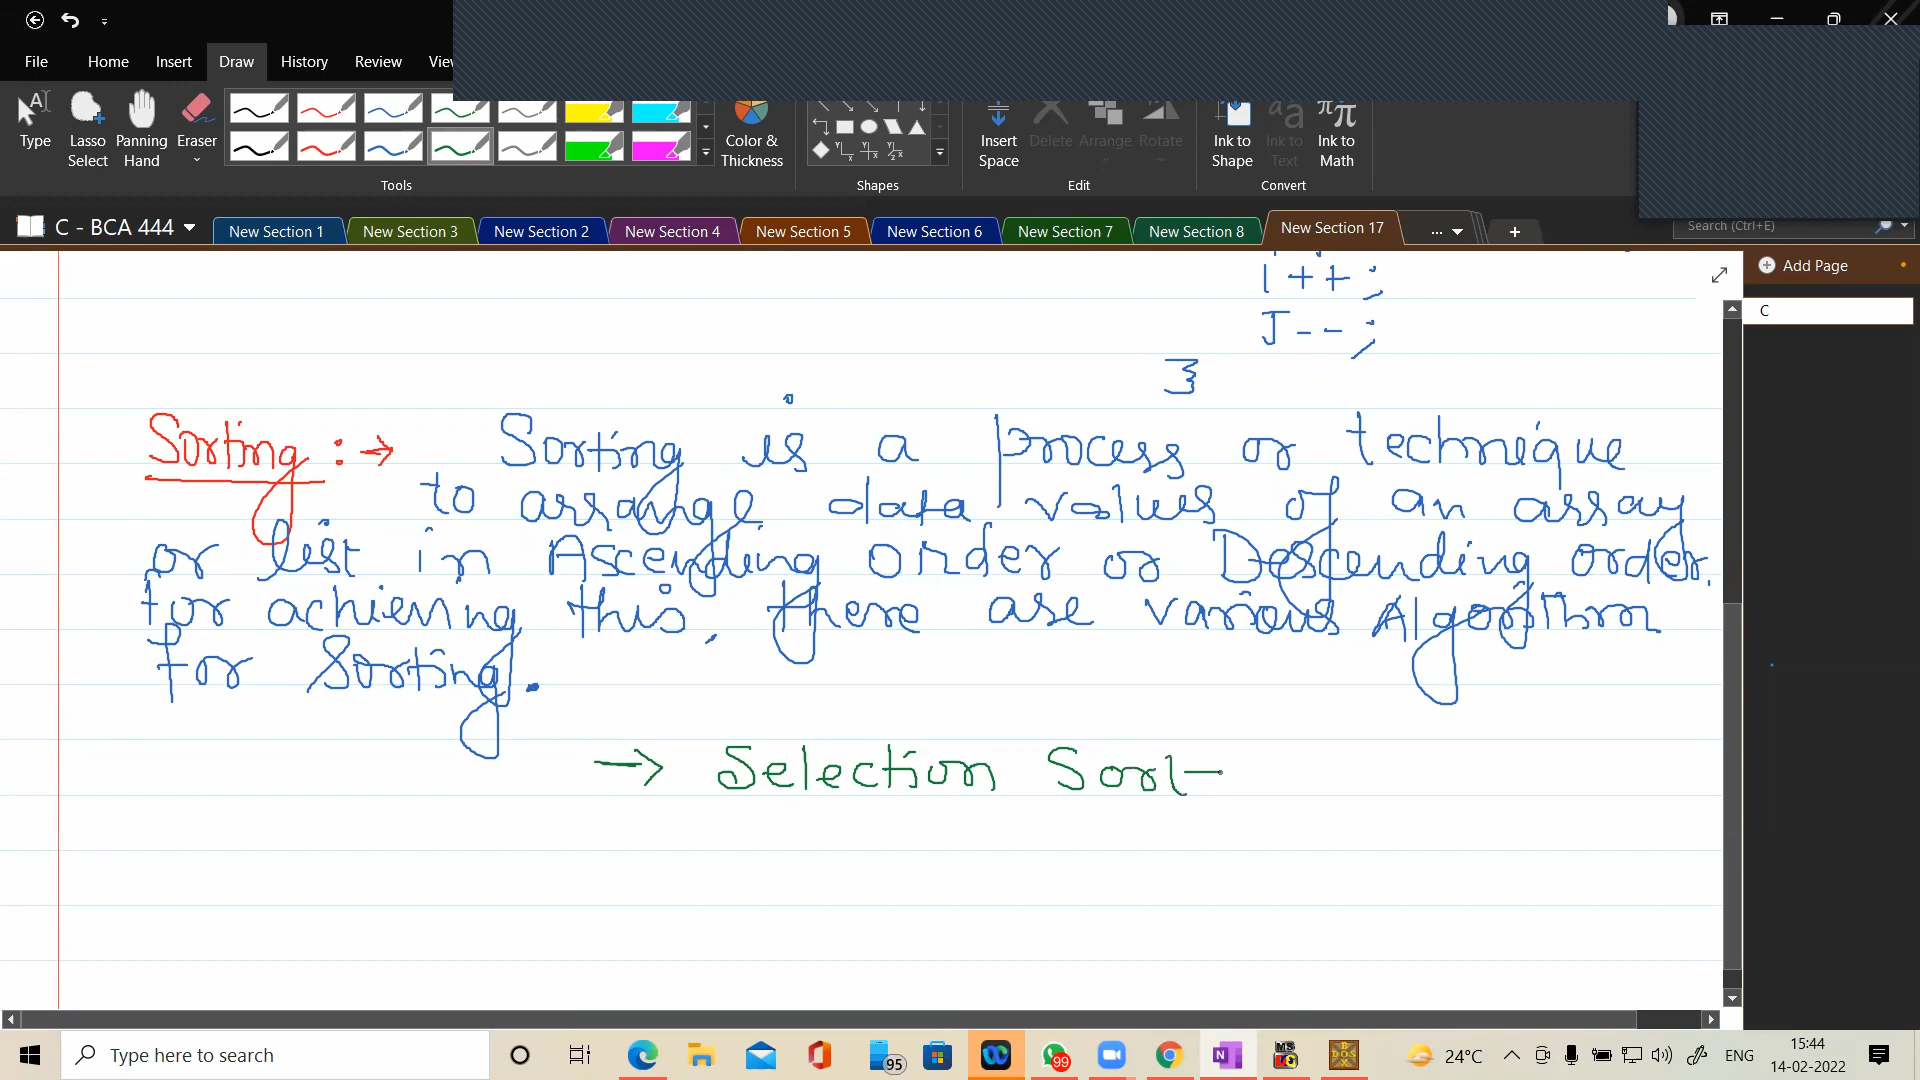 File Home Insert Draw History Review
Type Lasso Select Panning Hand Eraser Color & Thickness Insert Space Delete Arrange Rotate Ink to Shape Ink to Text Ink to Math
Tools Shapes Edit Convert
C - BCA 444 New Section 1 New Section 3 New Section 2 New Section 4 New Section 5 New Section 6 New Section 7 New Section 8 New Section 17 ... + Search (Ctrl+E)
+ Add Page
C
i++;
J--;
}
Sorting :→ Sorting is a process or technique
to arrange data values of an array
or list in Ascending order or Descending order.
for achieving this, there are various Algorithm
for Sorting.
→ Selection Sort
Type here to search 95 99 24°C ENG 15:44
14-02-2022